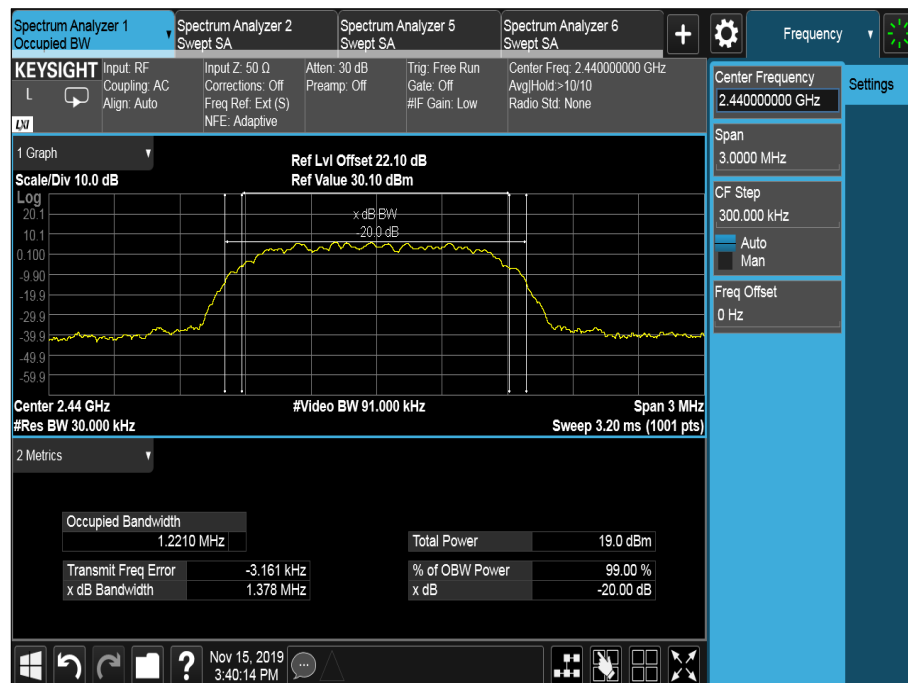 Spectrum Analyzer 1
Occupied BW
Spectrum Analyzer 2
Swept SA
Spectrum Analyzer 5
Swept SA
Spectrum Analyzer 6
Swept SA
+
Frequency
KEYSIGHT
L
LXI
Input: RF
Coupling: AC
Align: Auto
Input Z: 50 Ω
Corrections: Off
Freq Ref: Ext (S)
NFE: Adaptive
Atten: 30 dB
Preamp: Off
Trig: Free Run
Gate: Off
#IF Gain: Low
Center Freq: 2.440000000 GHz
Avg|Hold:>10/10
Radio Std: None
Center Frequency
2.440000000 GHz
Settings
Span
3.0000 MHz
CF Step
300.000 kHz
Auto
Man
Freq Offset
0 Hz
1 Graph
Ref Lvl Offset 22.10 dB
Scale/Div 10.0 dB
Ref Value 30.10 dBm
Log
20.1
10.1
0.100
-9.90
-19.9
-29.9
-39.9
-49.9
-59.9
x dB BW
-20.0 dB
Center 2.44 GHz
#Video BW 91.000 kHz
Span 3 MHz
#Res BW 30.000 kHz
Sweep 3.20 ms (1001 pts)
2 Metrics
Occupied Bandwidth
1.2210 MHz
Total Power 19.0 dBm
Transmit Freq Error -3.161 kHz
% of OBW Power 99.00 %
x dB Bandwidth 1.378 MHz
x dB -20.00 dB
?
Nov 15, 2019
3:40:14 PM